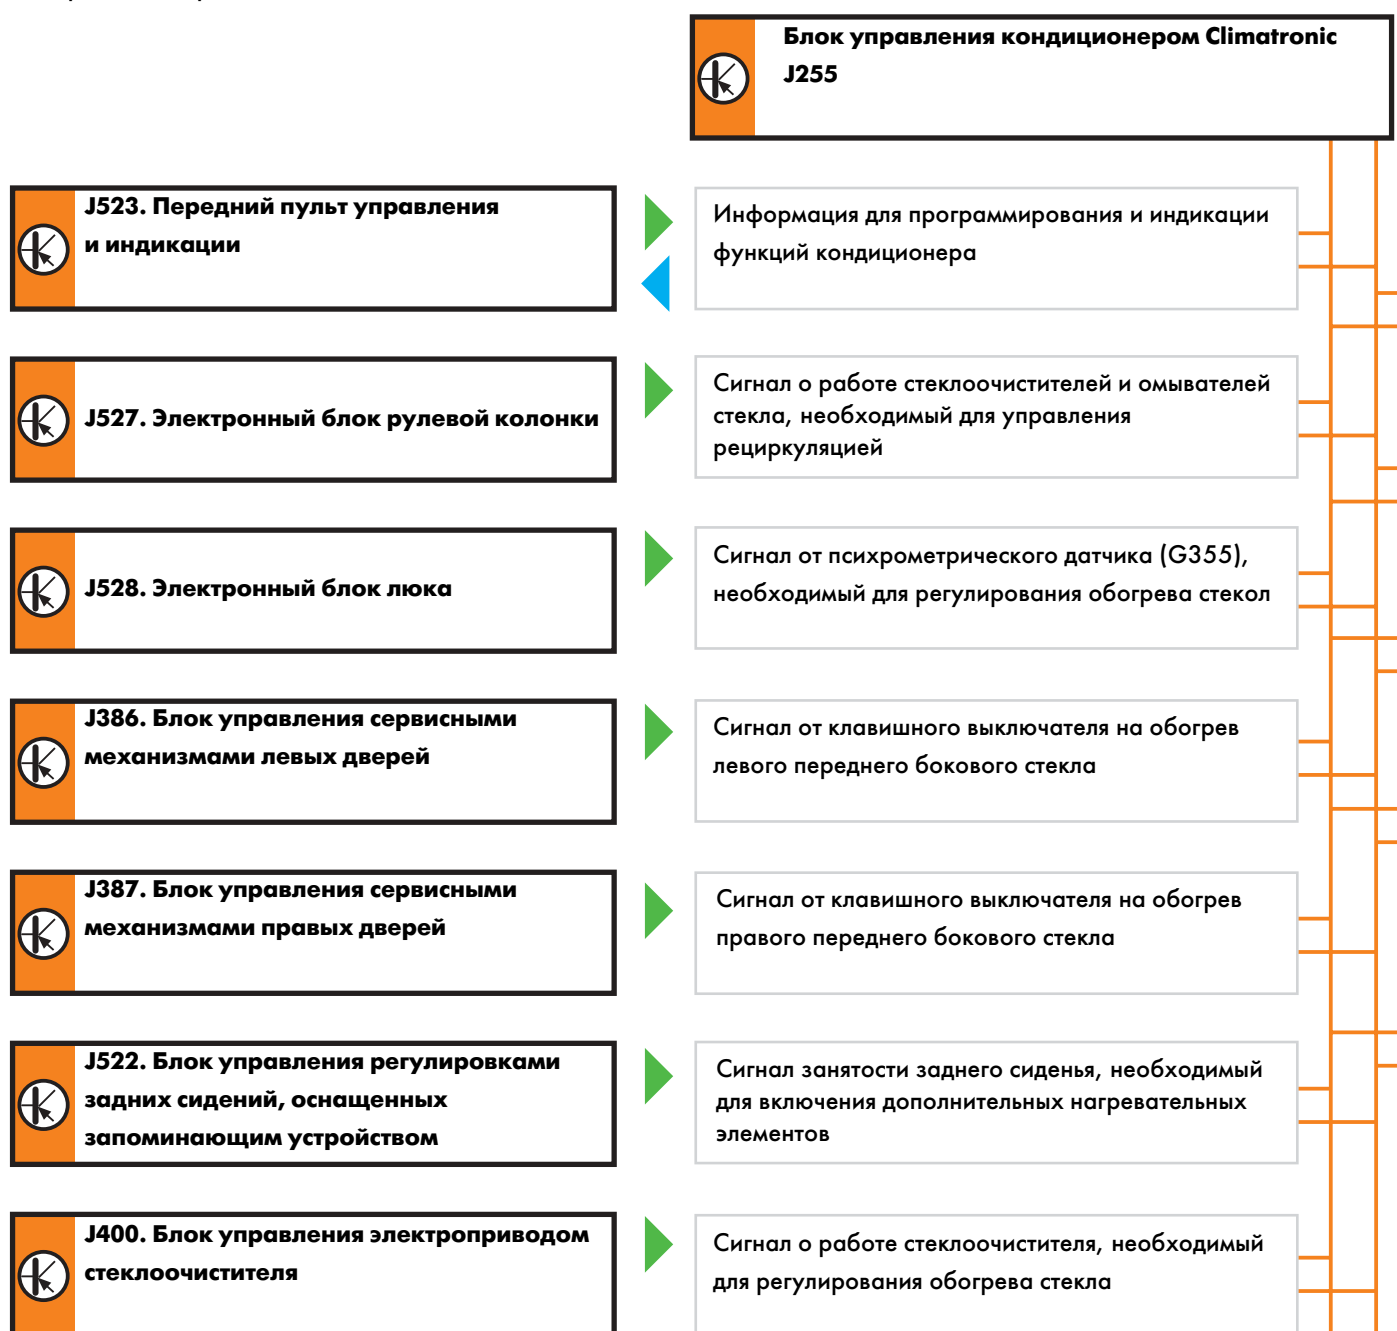 Блок управления кондиционером Climatronic
J255
J523. Передний пульт управления
и индикации
Информация для программирования и индикации
функций кондиционера
J527. Электронный блок рулевой колонки
Сигнал о работе стеклоочистителей и омывателей
стекла, необходимый для управления
рециркуляцией
J528. Электронный блок люка
Сигнал от психрометрического датчика (G355),
необходимый для регулирования обогрева стекол
J386. Блок управления сервисными
механизмами левых дверей
Сигнал от клавишного выключателя на обогрев
левого переднего бокового стекла
J387. Блок управления сервисными
механизмами правых дверей
Сигнал от клавишного выключателя на обогрев
правого переднего бокового стекла
J522. Блок управления регулировками
задних сидений, оснащенных
запоминающим устройством
Сигнал занятости заднего сиденья, необходимый
для включения дополнительных нагревательных
элементов
J400. Блок управления электроприводом
стеклоочистителя
Сигнал о работе стеклоочистителя, необходимый
для регулирования обогрева стекла